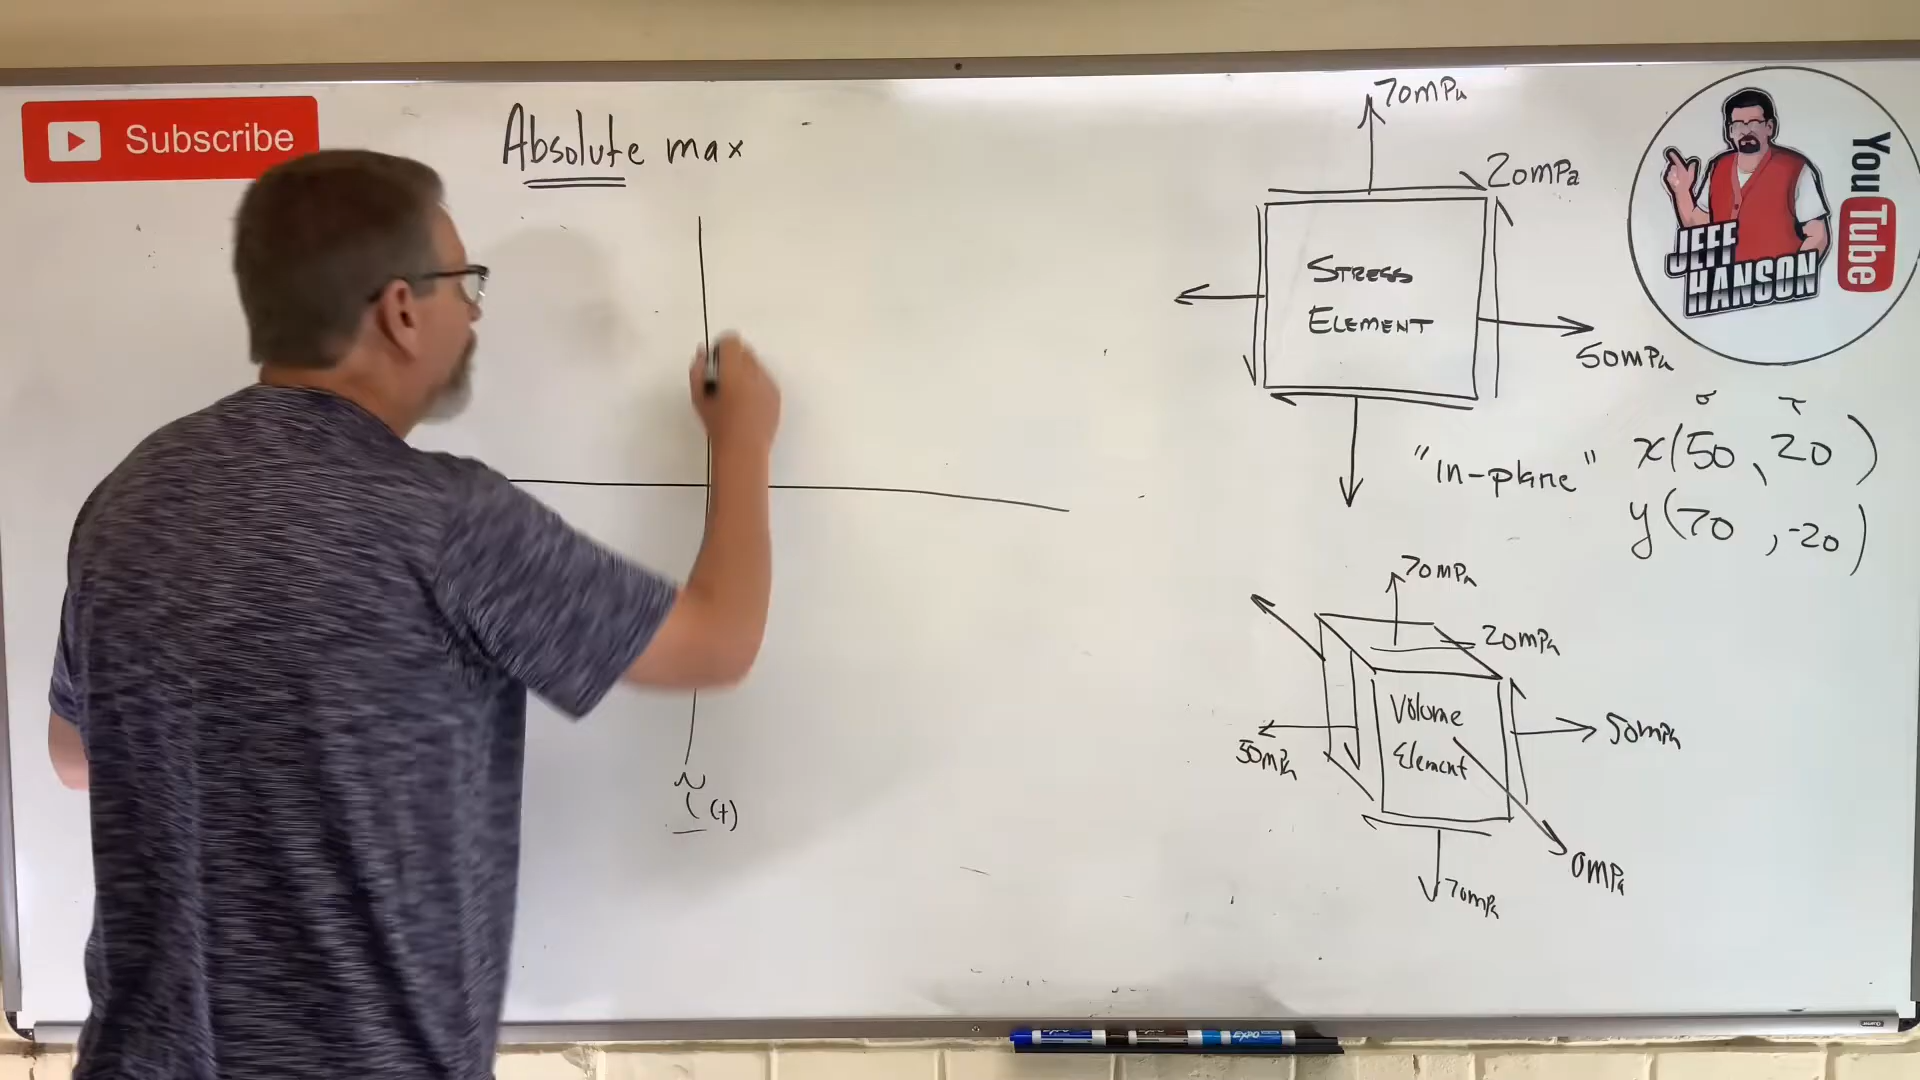 Subscribe
Absolute max
(+)
70mPa
20mPa
STRESS
ELEMENT
50mPa
σ τ
"in-plane"
x(50, 20)
y(70, -20)
70mPa
20mPa
Volume
Element
50mPa
50mPa
0mPa
70mPa
JEFF
HANSON
YouTube
EXPO